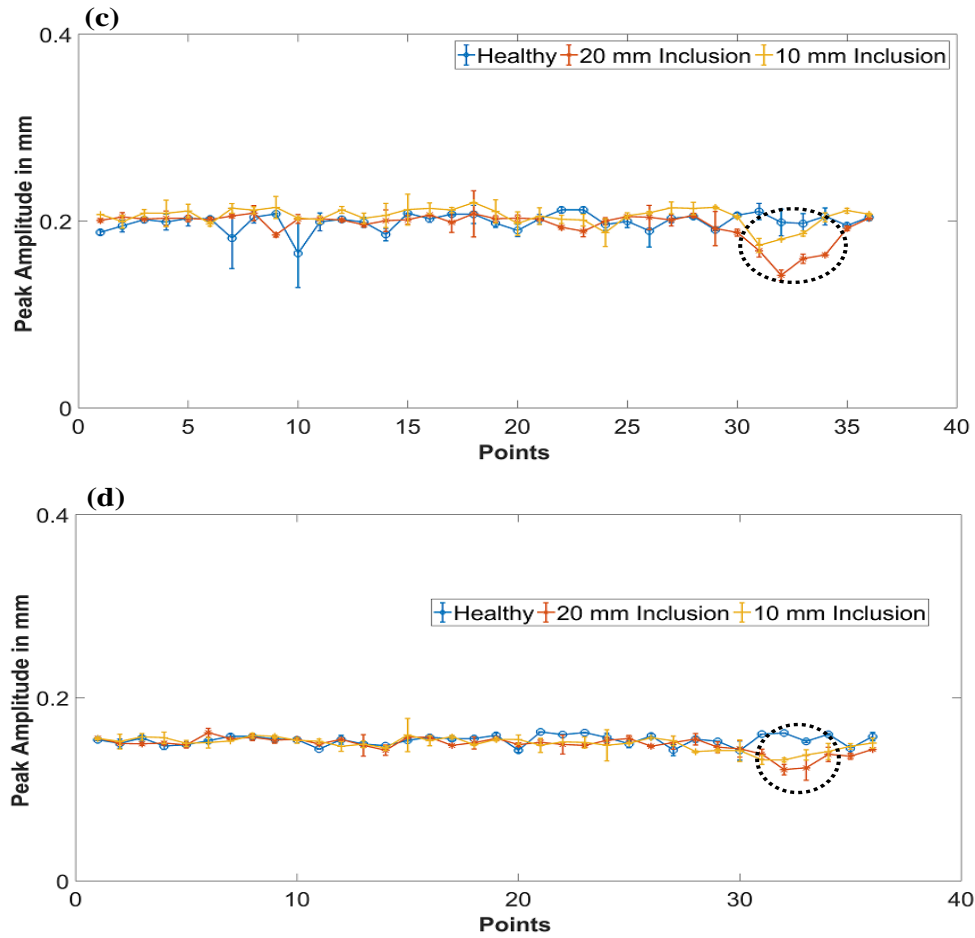 (c)
0.4
Healthy 20 mm Inclusion 10 mm Inclusion
Peak Amplitude in mm
0.2
0
0 5 10 15 20 25 30 35 40
Points
(d)
0.4
Healthy 20 mm Inclusion 10 mm Inclusion
Peak Amplitude in mm
0.2
0
0 10 20 30 40
Points